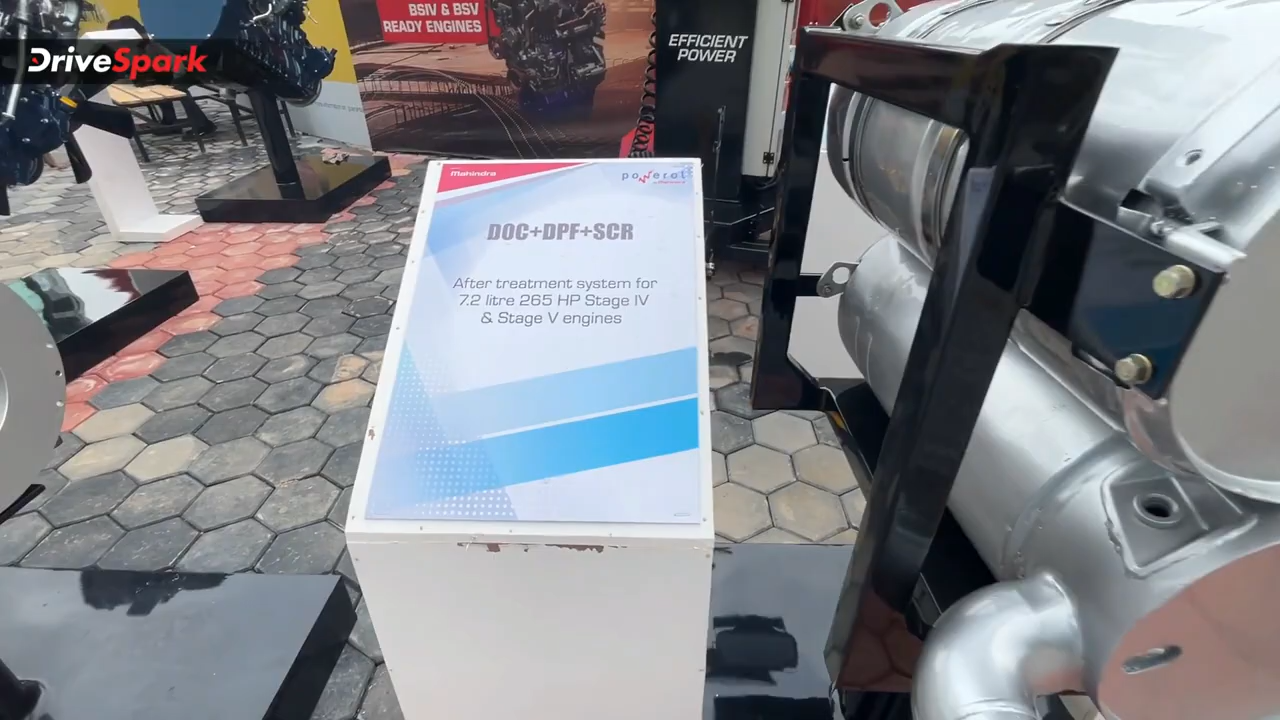 DriveSpark
BSIV & BSV
READY ENGINES
EFFICIENT
POWER
Mahindra
powerol
DOC+DPF+SCR
After treatment system for
7.2 litre 265 HP Stage IV
& Stage V engines